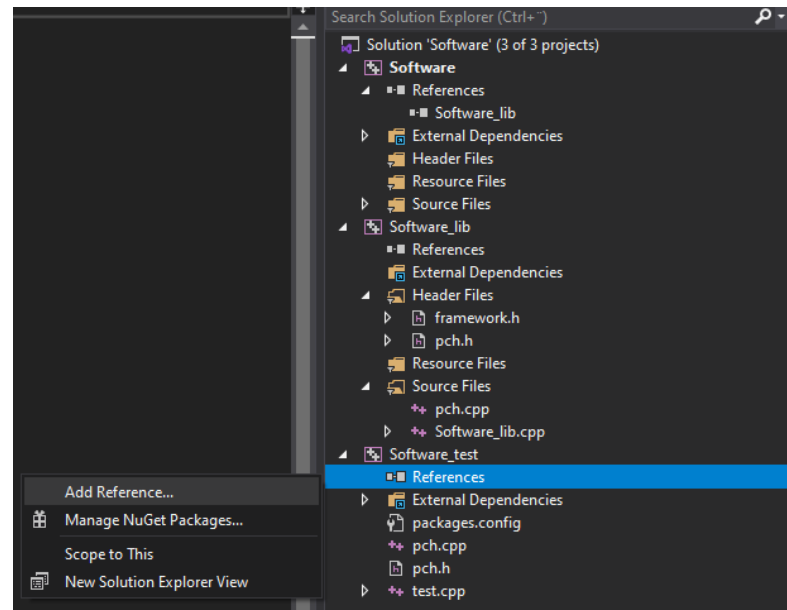 Search Solution Explorer (Ctrl+¨)
Solution 'Software' (3 of 3 projects)
Software
References
Software_lib
External Dependencies
Header Files
Resource Files
Source Files
Software_lib
References
External Dependencies
Header Files
framework.h
pch.h
Resource Files
Source Files
pch.cpp
Software_lib.cpp
Software_test
References
External Dependencies
packages.config
pch.cpp
pch.h
test.cpp
Add Reference...
Manage NuGet Packages...
Scope to This
New Solution Explorer View